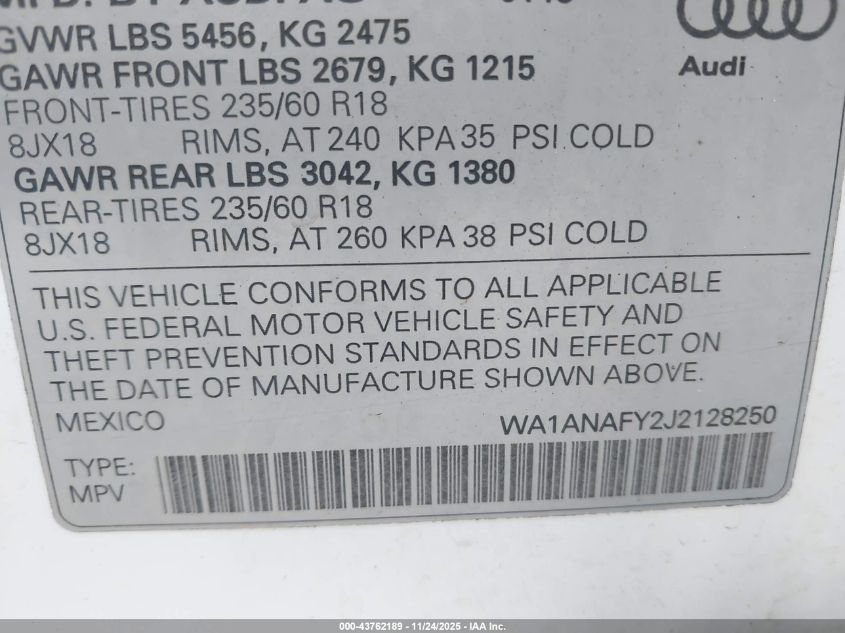 MFD. BY AUDI AG
GVWR LBS 5456, KG 2475
GAWR FRONT LBS 2679, KG 1215
Audi
FRONT-TIRES 235/60 R18
8JX18 RIMS, AT 240 KPA 35 PSI COLD
GAWR REAR LBS 3042, KG 1380
REAR-TIRES 235/60 R18
8JX18 RIMS, AT 260 KPA 38 PSI COLD
THIS VEHICLE CONFORMS TO ALL APPLICABLE
U.S. FEDERAL MOTOR VEHICLE SAFETY AND
THEFT PREVENTION STANDARDS IN EFFECT ON
THE DATE OF MANUFACTURE SHOWN ABOVE.
MEXICO WA1ANAFY2J2128250
TYPE:
MPV
000-43762189 - 11/24/2025 - IAA Inc.